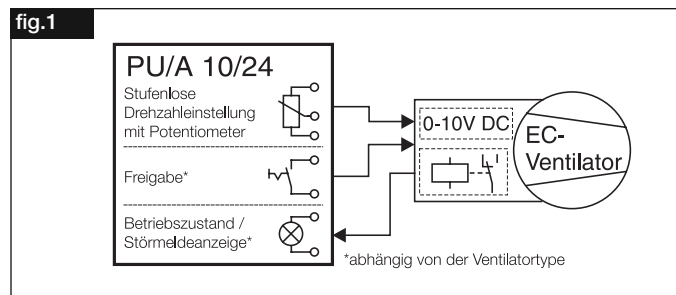 fig.1
PU/A 10/24
Stufenlose
Drehzahleinstellung
mit Potentiometer
Freigabe*
Betriebszustand /
Störmeldeanzeige*
0-10V DC
EC-
Ventilator
*abhängig von der Ventilatortype